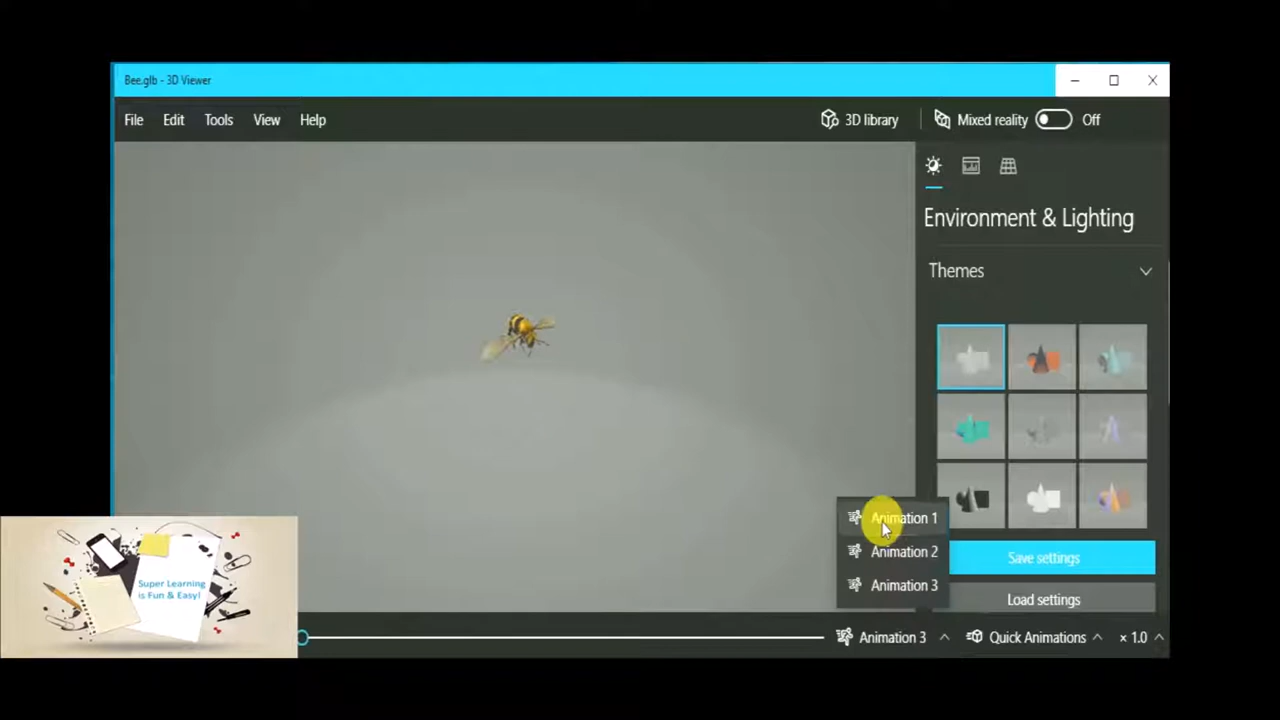 Bee.glb - 3D Viewer
File Edit Tools View Help
3D library
Mixed reality Off
Environment & Lighting
Themes
Animation 1
Animation 2
Animation 3
Save settings
Load settings
Animation 3 Quick Animations × 1.0
Super Learning
is Fun & Easy!